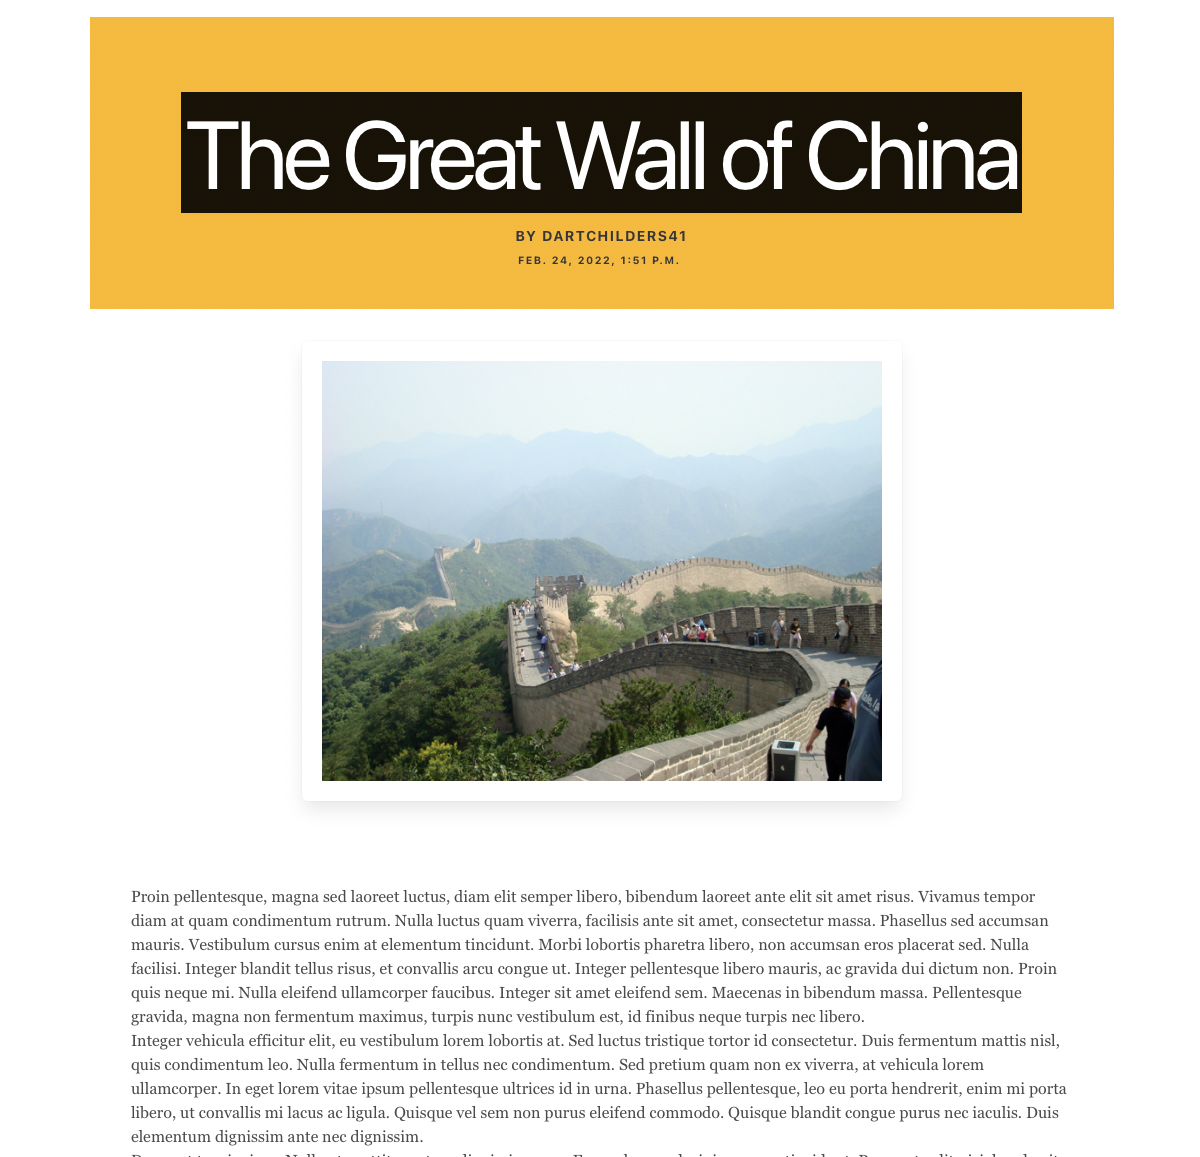 The Great Wall of China
BY DARTCHILDERS41
FEB. 24, 2022, 1:51 P.M.
Proin pellentesque, magna sed laoreet luctus, diam elit semper libero, bibendum laoreet ante elit sit amet risus. Vivamus tempor
diam at quam condimentum rutrum. Nulla luctus quam viverra, facilisis ante sit amet, consectetur massa. Phasellus sed accumsan
mauris. Vestibulum cursus enim at elementum tincidunt. Morbi lobortis pharetra libero, non accumsan eros placerat sed. Nulla
facilisi. Integer blandit tellus risus, et convallis arcu congue ut. Integer pellentesque libero mauris, ac gravida dui dictum non. Proin
quis neque mi. Nulla eleifend ullamcorper faucibus. Integer sit amet eleifend sem. Maecenas in bibendum massa. Pellentesque
gravida, magna non fermentum maximus, turpis nunc vestibulum est, id finibus neque turpis nec libero.
Integer vehicula efficitur elit, eu vestibulum lorem lobortis at. Sed luctus tristique tortor id consectetur. Duis fermentum mattis nisl,
quis condimentum leo. Nulla fermentum in tellus nec condimentum. Sed pretium quam non ex viverra, at vehicula lorem
ullamcorper. In eget lorem vitae ipsum pellentesque ultrices id in urna. Phasellus pellentesque, leo eu porta hendrerit, enim mi porta
libero, ut convallis mi lacus ac ligula. Quisque vel sem non purus eleifend commodo. Quisque blandit congue purus nec iaculis. Duis
elementum dignissim ante nec dignissim.